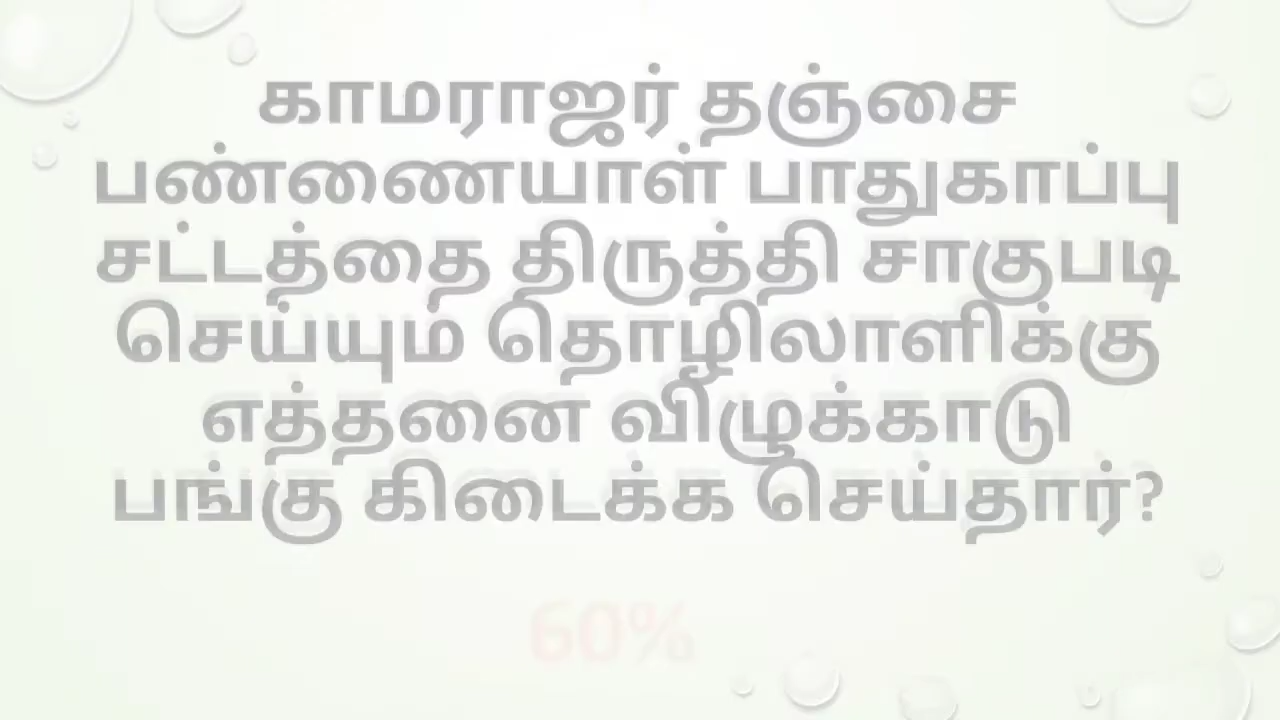 காமராஜர் தஞ்சை
பண்ணையாள் பாதுகாப்பு
சட்டத்தை திருத்தி சாகுபடி
செய்யும் தொழிலாளிக்கு
எத்தனை விழுக்காடு
பங்கு கிடைக்க செய்தார்?
60%